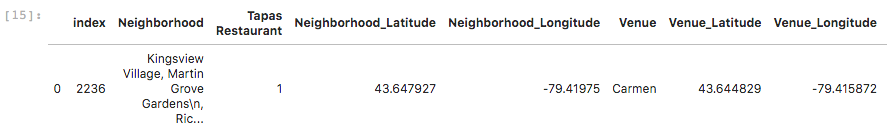 [15]:
index Neighborhood Tapas Restaurant Neighborhood_Latitude Neighborhood_Longitude Venue Venue_Latitude Venue_Longitude
0 2236 Kingsview Village, Martin Grove Gardens\n, Ric... 1 43.647927 -79.41975 Carmen 43.644829 -79.415872